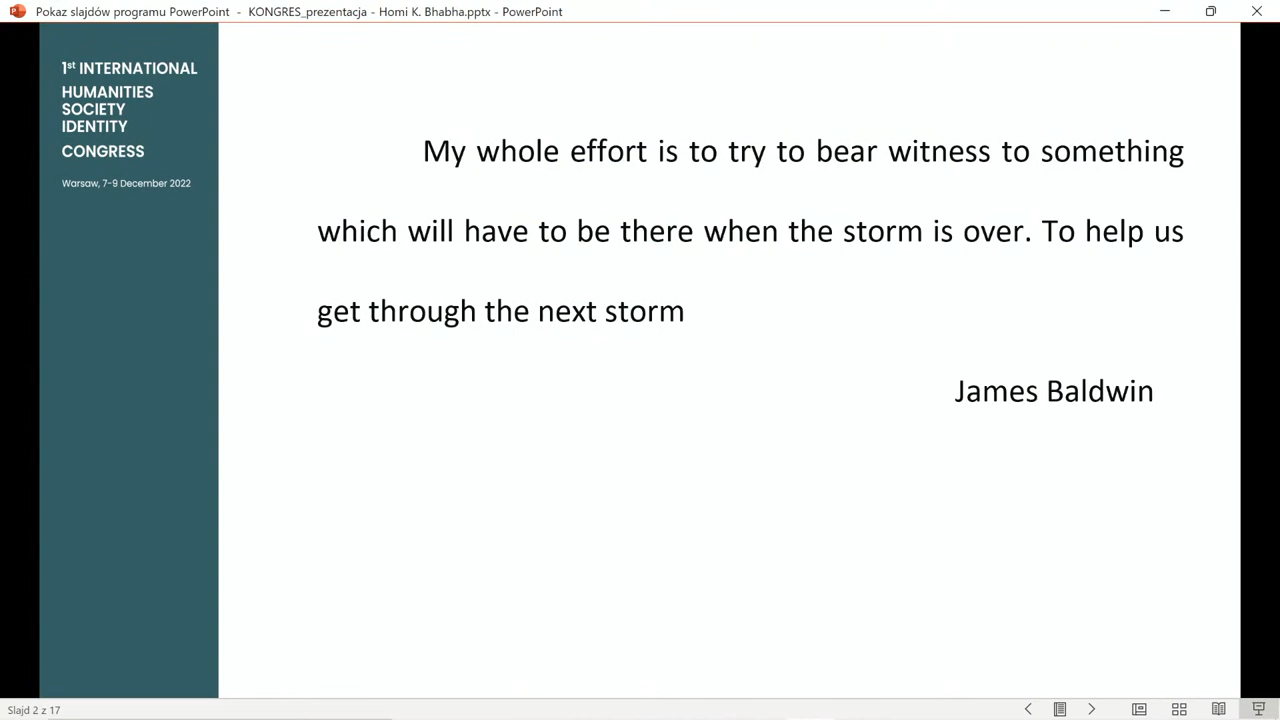 Pokaz slajdów programu PowerPoint - KONGRES_prezentacja - Homi K. Bhabha.pptx - PowerPoint
1st INTERNATIONAL
HUMANITIES
SOCIETY
IDENTITY
CONGRESS
Warsaw, 7-9 December 2022
My whole effort is to try to bear witness to something
which will have to be there when the storm is over. To help us
get through the next storm
James Baldwin
Slajd 2 z 17